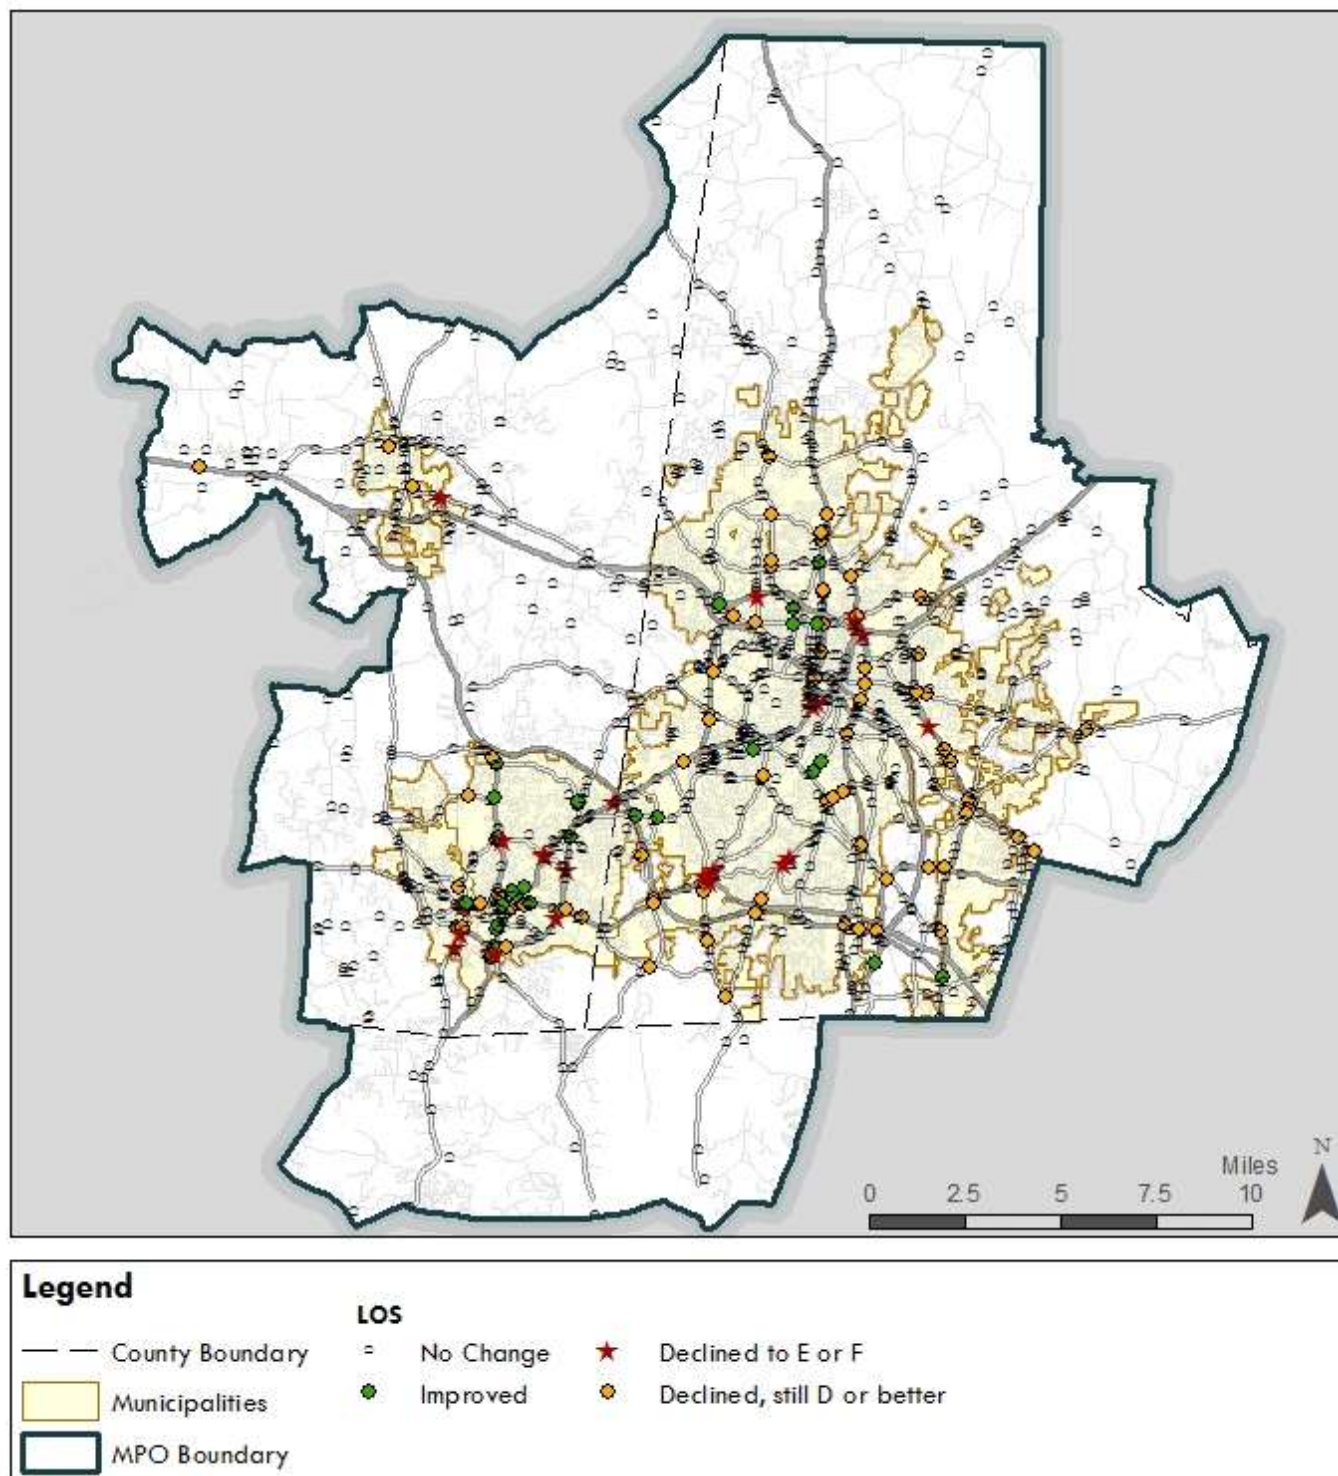 N
Miles
0 2.5 5 7.5 10
Legend
LOS
County Boundary No Change Declined to E or F
Municipalities Improved Declined, still D or better
MPO Boundary